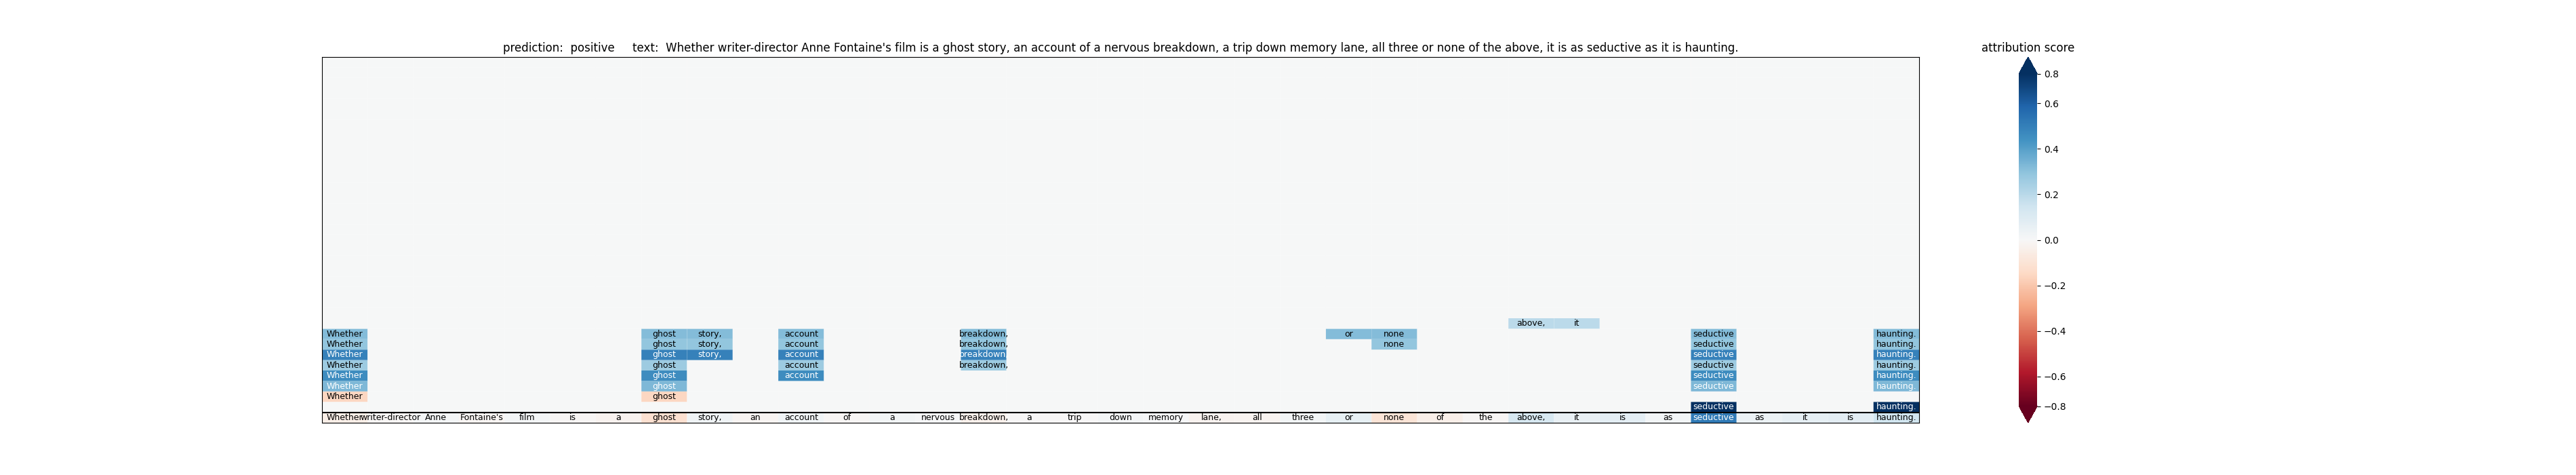 prediction:  positive     text:  Whether writer-director Anne Fontaine's film is a ghost story, an account of a nervous breakdown, a trip down memory lane, all three or none of the above, it is as seductive as it is haunting.
attribution score
0.8
0.6
0.4
0.2
0.0
−0.2
−0.4
−0.6
−0.8
above, it
Whether ghost story, account breakdown, or none seductive haunting.
Whether ghost story, account breakdown, none seductive haunting.
Whether ghost story, account breakdown, seductive haunting.
Whether ghost account breakdown, seductive haunting.
Whether ghost account seductive haunting.
Whether ghost seductive haunting.
Whether ghost
seductive haunting.
Whether writer-director Anne Fontaine's film is a ghost story, an account of a nervous breakdown, a trip down memory lane, all three or none of the above, it is as seductive as it is haunting.